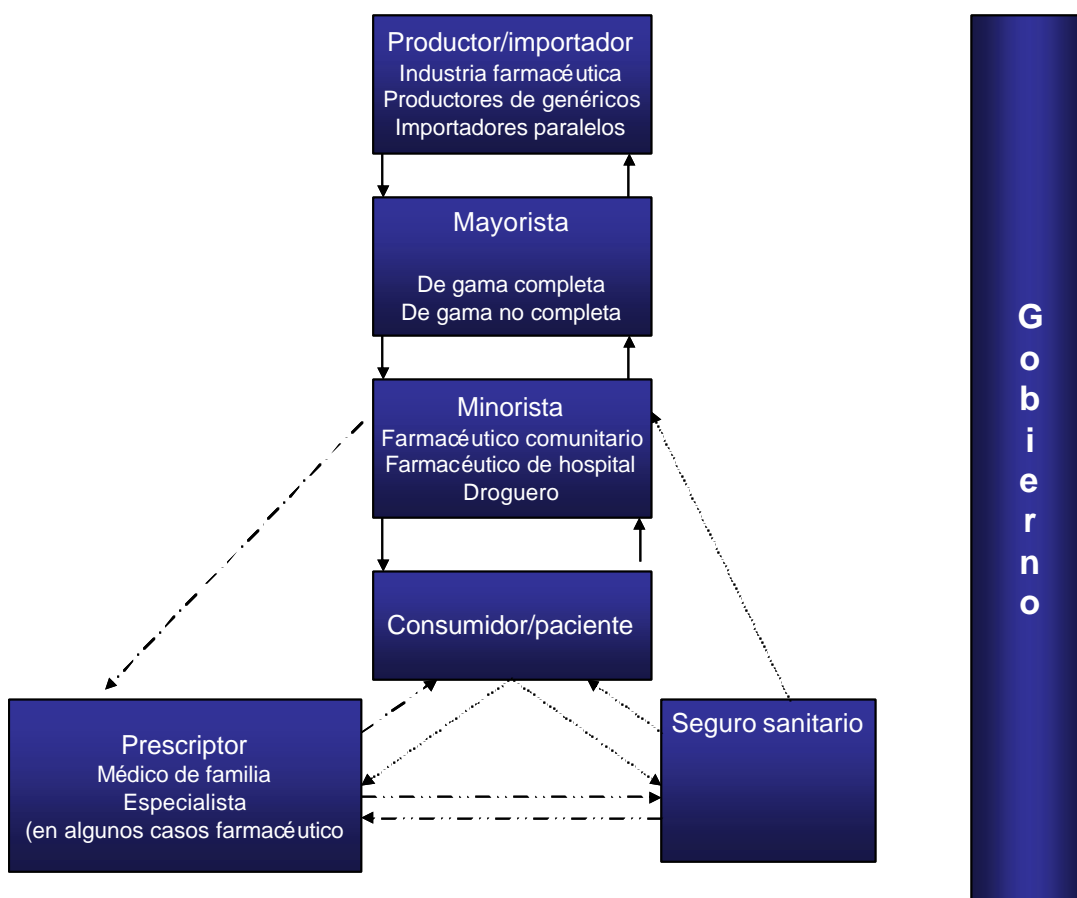 Productor/importador
Industria farmacéutica
Productores de genéricos
Importadores paralelos
Mayorista
De gama completa
De gama no completa
Minorista
Farmacéutico comunitario
Farmacéutico de hospital
Droguero
Consumidor/paciente
Prescriptor
Médico de familia
Especialista
(en algunos casos farmacéutico
Seguro sanitario
Gobierno